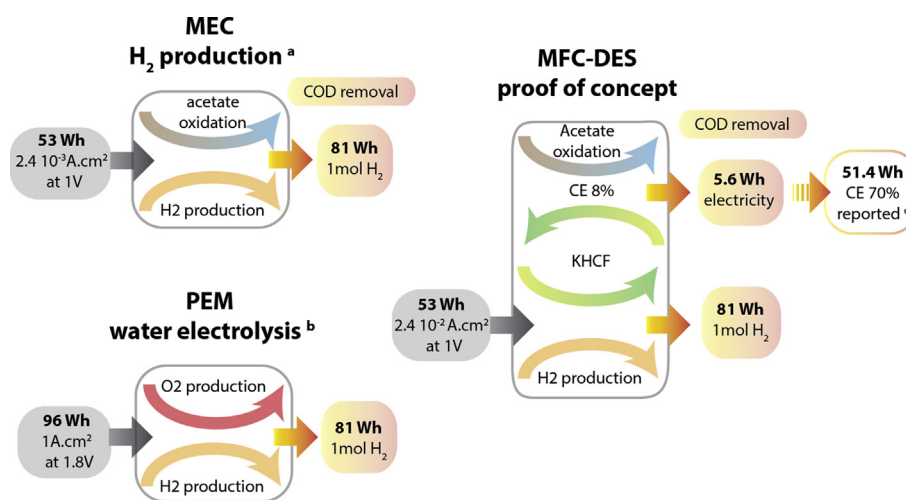 MEC
H₂ production ᵃ
COD removal
acetate
oxidation
53 Wh
2.4 10⁻³A.cm²
at 1V
81 Wh
1mol H₂
H2 production
PEM
water electrolysis ᵇ
O2 production
96 Wh
1A.cm²
at 1.8V
81 Wh
1mol H₂
H2 production
MFC-DES
proof of concept
COD removal
Acetate
oxidation
CE 8%
5.6 Wh
electricity
51.4 Wh
CE 70%
reported
KHCF
53 Wh
2.4 10⁻²A.cm²
at 1V
81 Wh
1mol H₂
H2 production